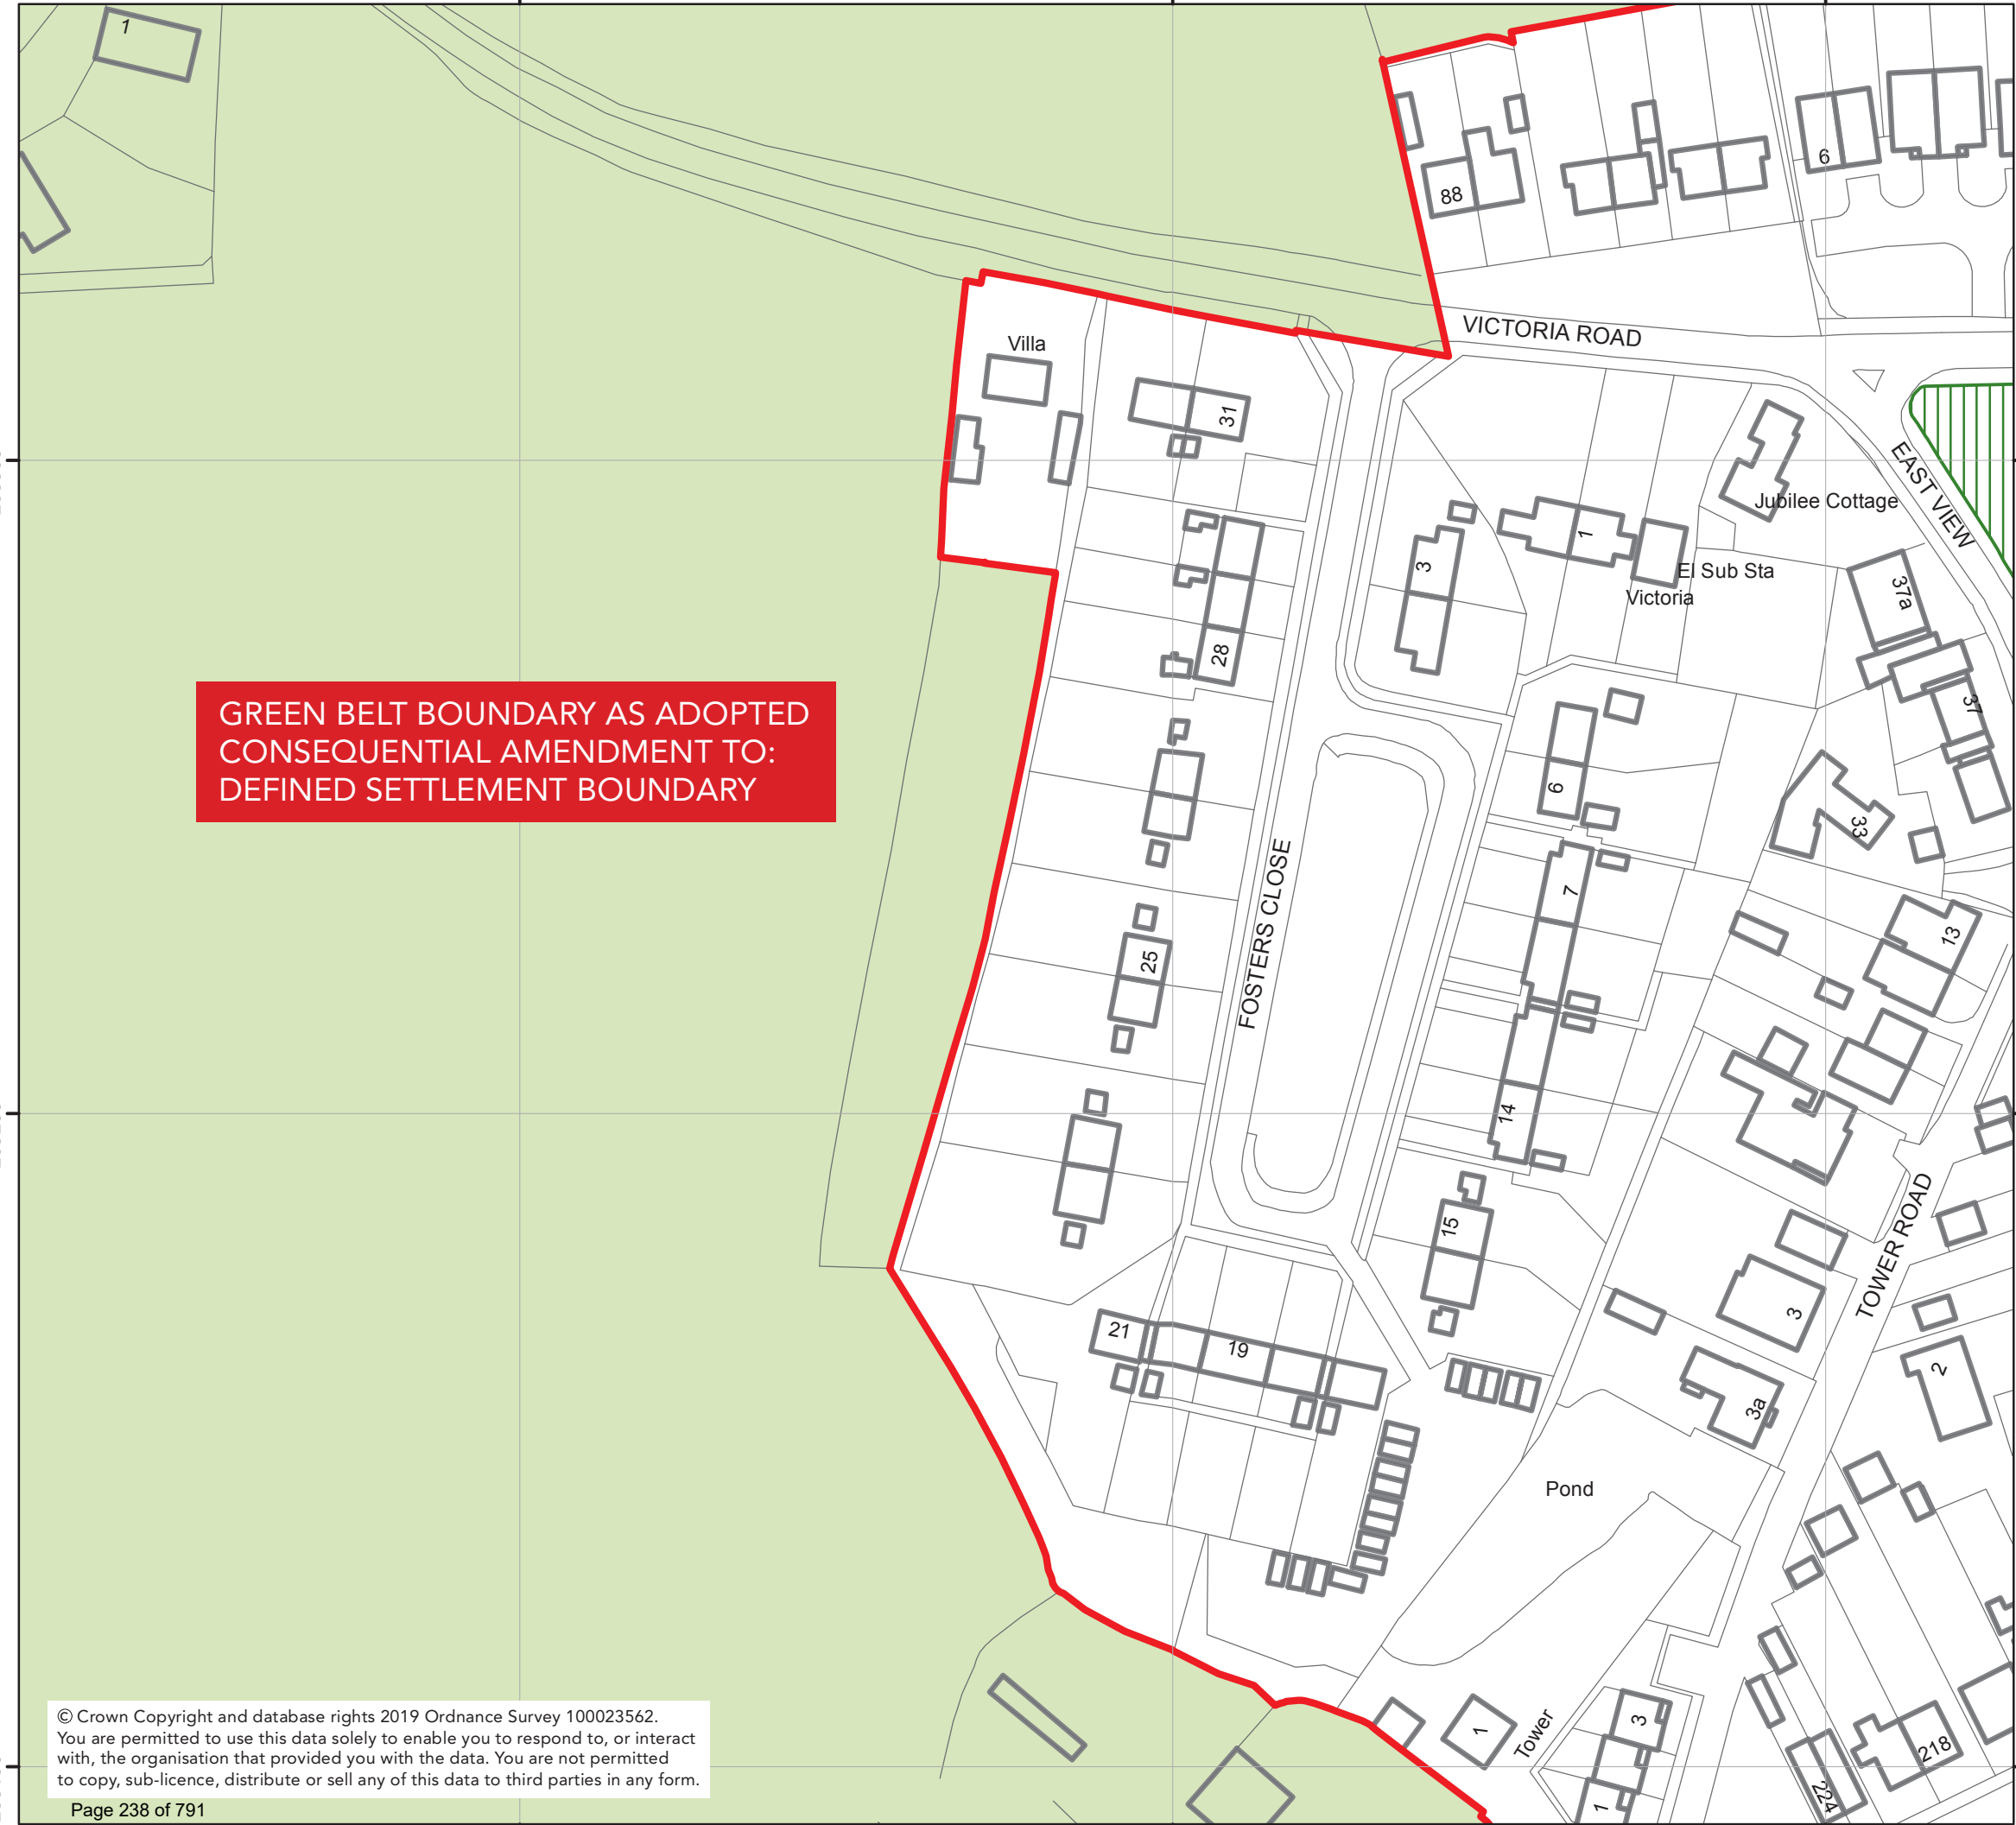 1
88
6
VICTORIA ROAD
Villa
31
EAST VIEW
Jubilee Cottage
1
3
El Sub Sta
Victoria
37a
28
37
GREEN BELT BOUNDARY AS ADOPTED
CONSEQUENTIAL AMENDMENT TO:
DEFINED SETTLEMENT BOUNDARY
6
33
7
FOSTERS CLOSE
25
13
14
15
TOWER ROAD
3
21
19
2
3a
Pond
© Crown Copyright and database rights 2019 Ordnance Survey 100023562.
You are permitted to use this data solely to enable you to respond to, or interact
with, the organisation that provided you with the data. You are not permitted
to copy, sub-licence, distribute or sell any of this data to third parties in any form.
1
Tower
3
218
224
1
Page 238 of 791